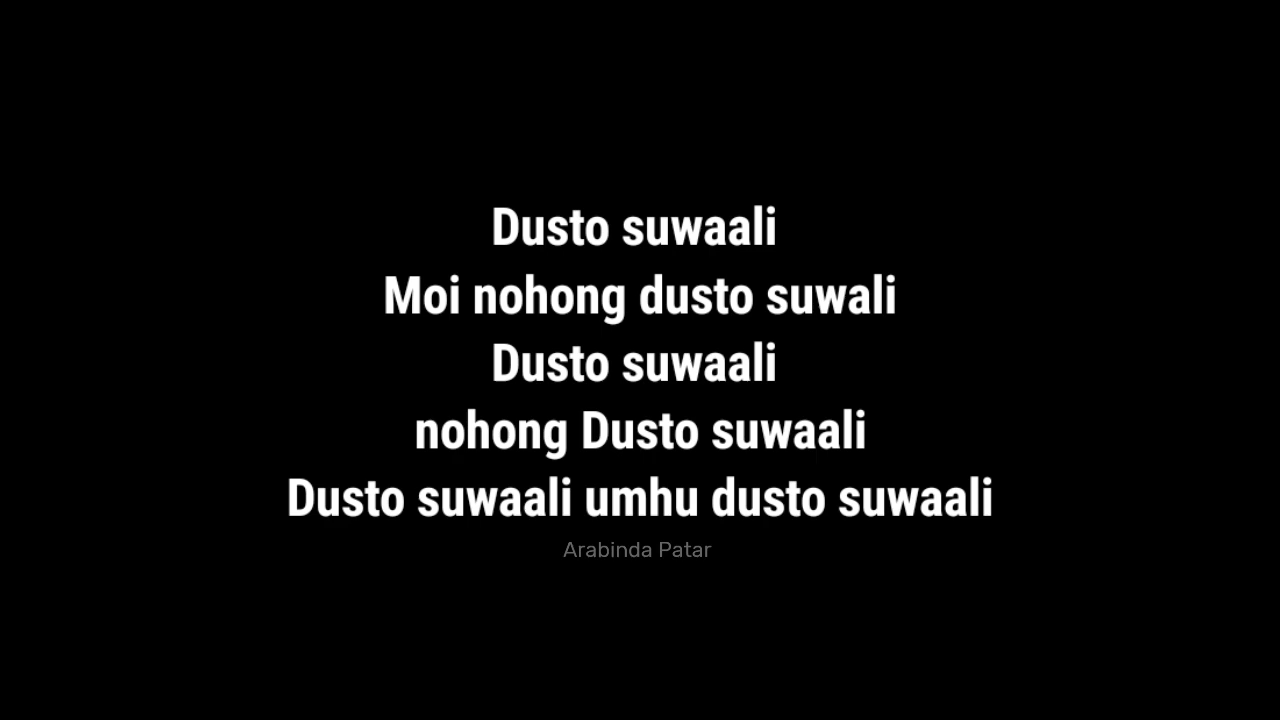 Dusto suwaali
Moi nohong dusto suwali
Dusto suwaali
nohong Dusto suwaali
Dusto suwaali umhu dusto suwaali
Arabinda Patar